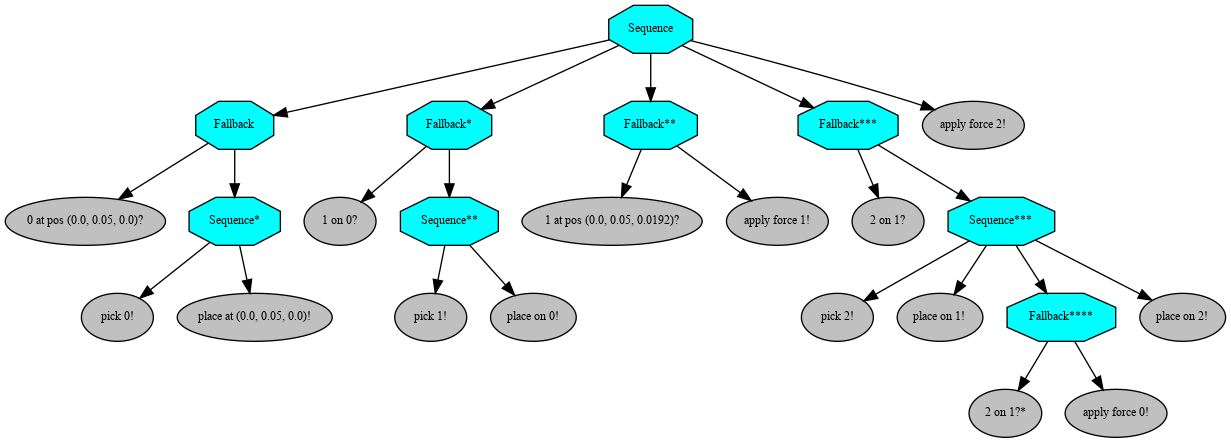 Sequence
Fallback
Fallback*
Fallback**
Fallback***
apply force 2!
0 at pos (0.0, 0.05, 0.0)?
Sequence*
1 on 0?
Sequence**
1 at pos (0.0, 0.05, 0.0192)?
apply force 1!
2 on 1?
Sequence***
pick 0!
place at (0.0, 0.05, 0.0)!
pick 1!
place on 0!
pick 2!
place on 1!
Fallback****
place on 2!
2 on 1?*
apply force 0!